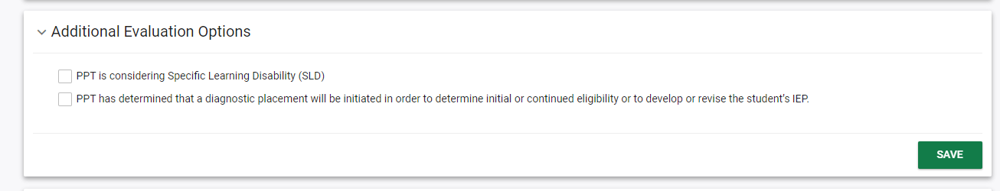 Additional Evaluation Options
PPT is considering Specific Learning Disability (SLD)
PPT has determined that a diagnostic placement will be initiated in order to determine initial or continued eligibility or to develop or revise the student's IEP.
SAVE